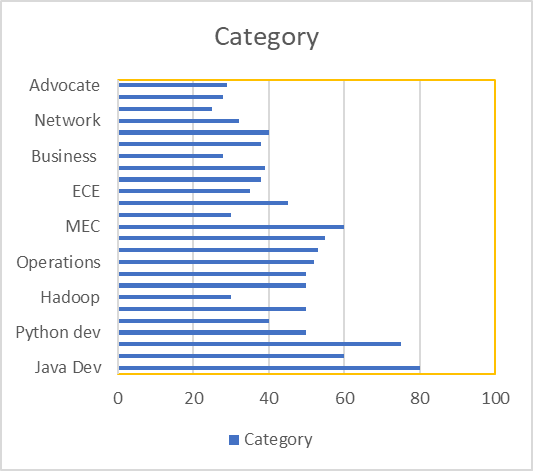 Category
Advocate
Network
Business
ECE
MEC
Operations
Hadoop
Python dev
Java Dev
0 20 40 60 80 100
Category